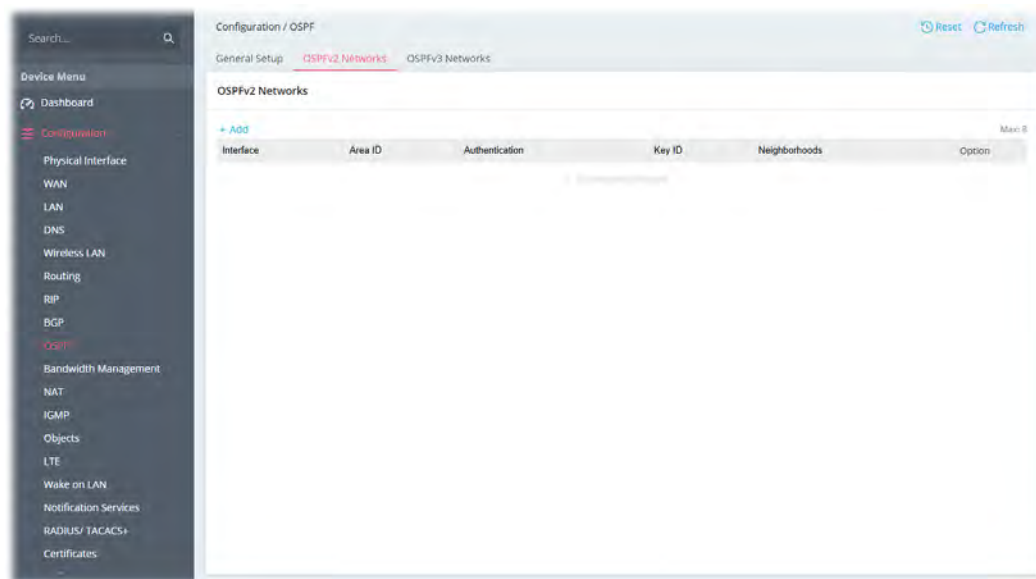 Search...
Device Menu
Dashboard
Configuration
Physical Interface
WAN
LAN
DNS
Wireless LAN
Routing
RIP
BGP
OSPF
Bandwidth Management
NAT
IGMP
Objects
LTE
Wake on LAN
Notification Services
RADIUS/ TACACS+
Certificates
Configuration / OSPF
Reset Refresh
General Setup OSPFv2 Networks OSPFv3 Networks
OSPFv2 Networks
+ Add
Max: 8
Interface Area ID Authentication Key ID Neighborhoods Option